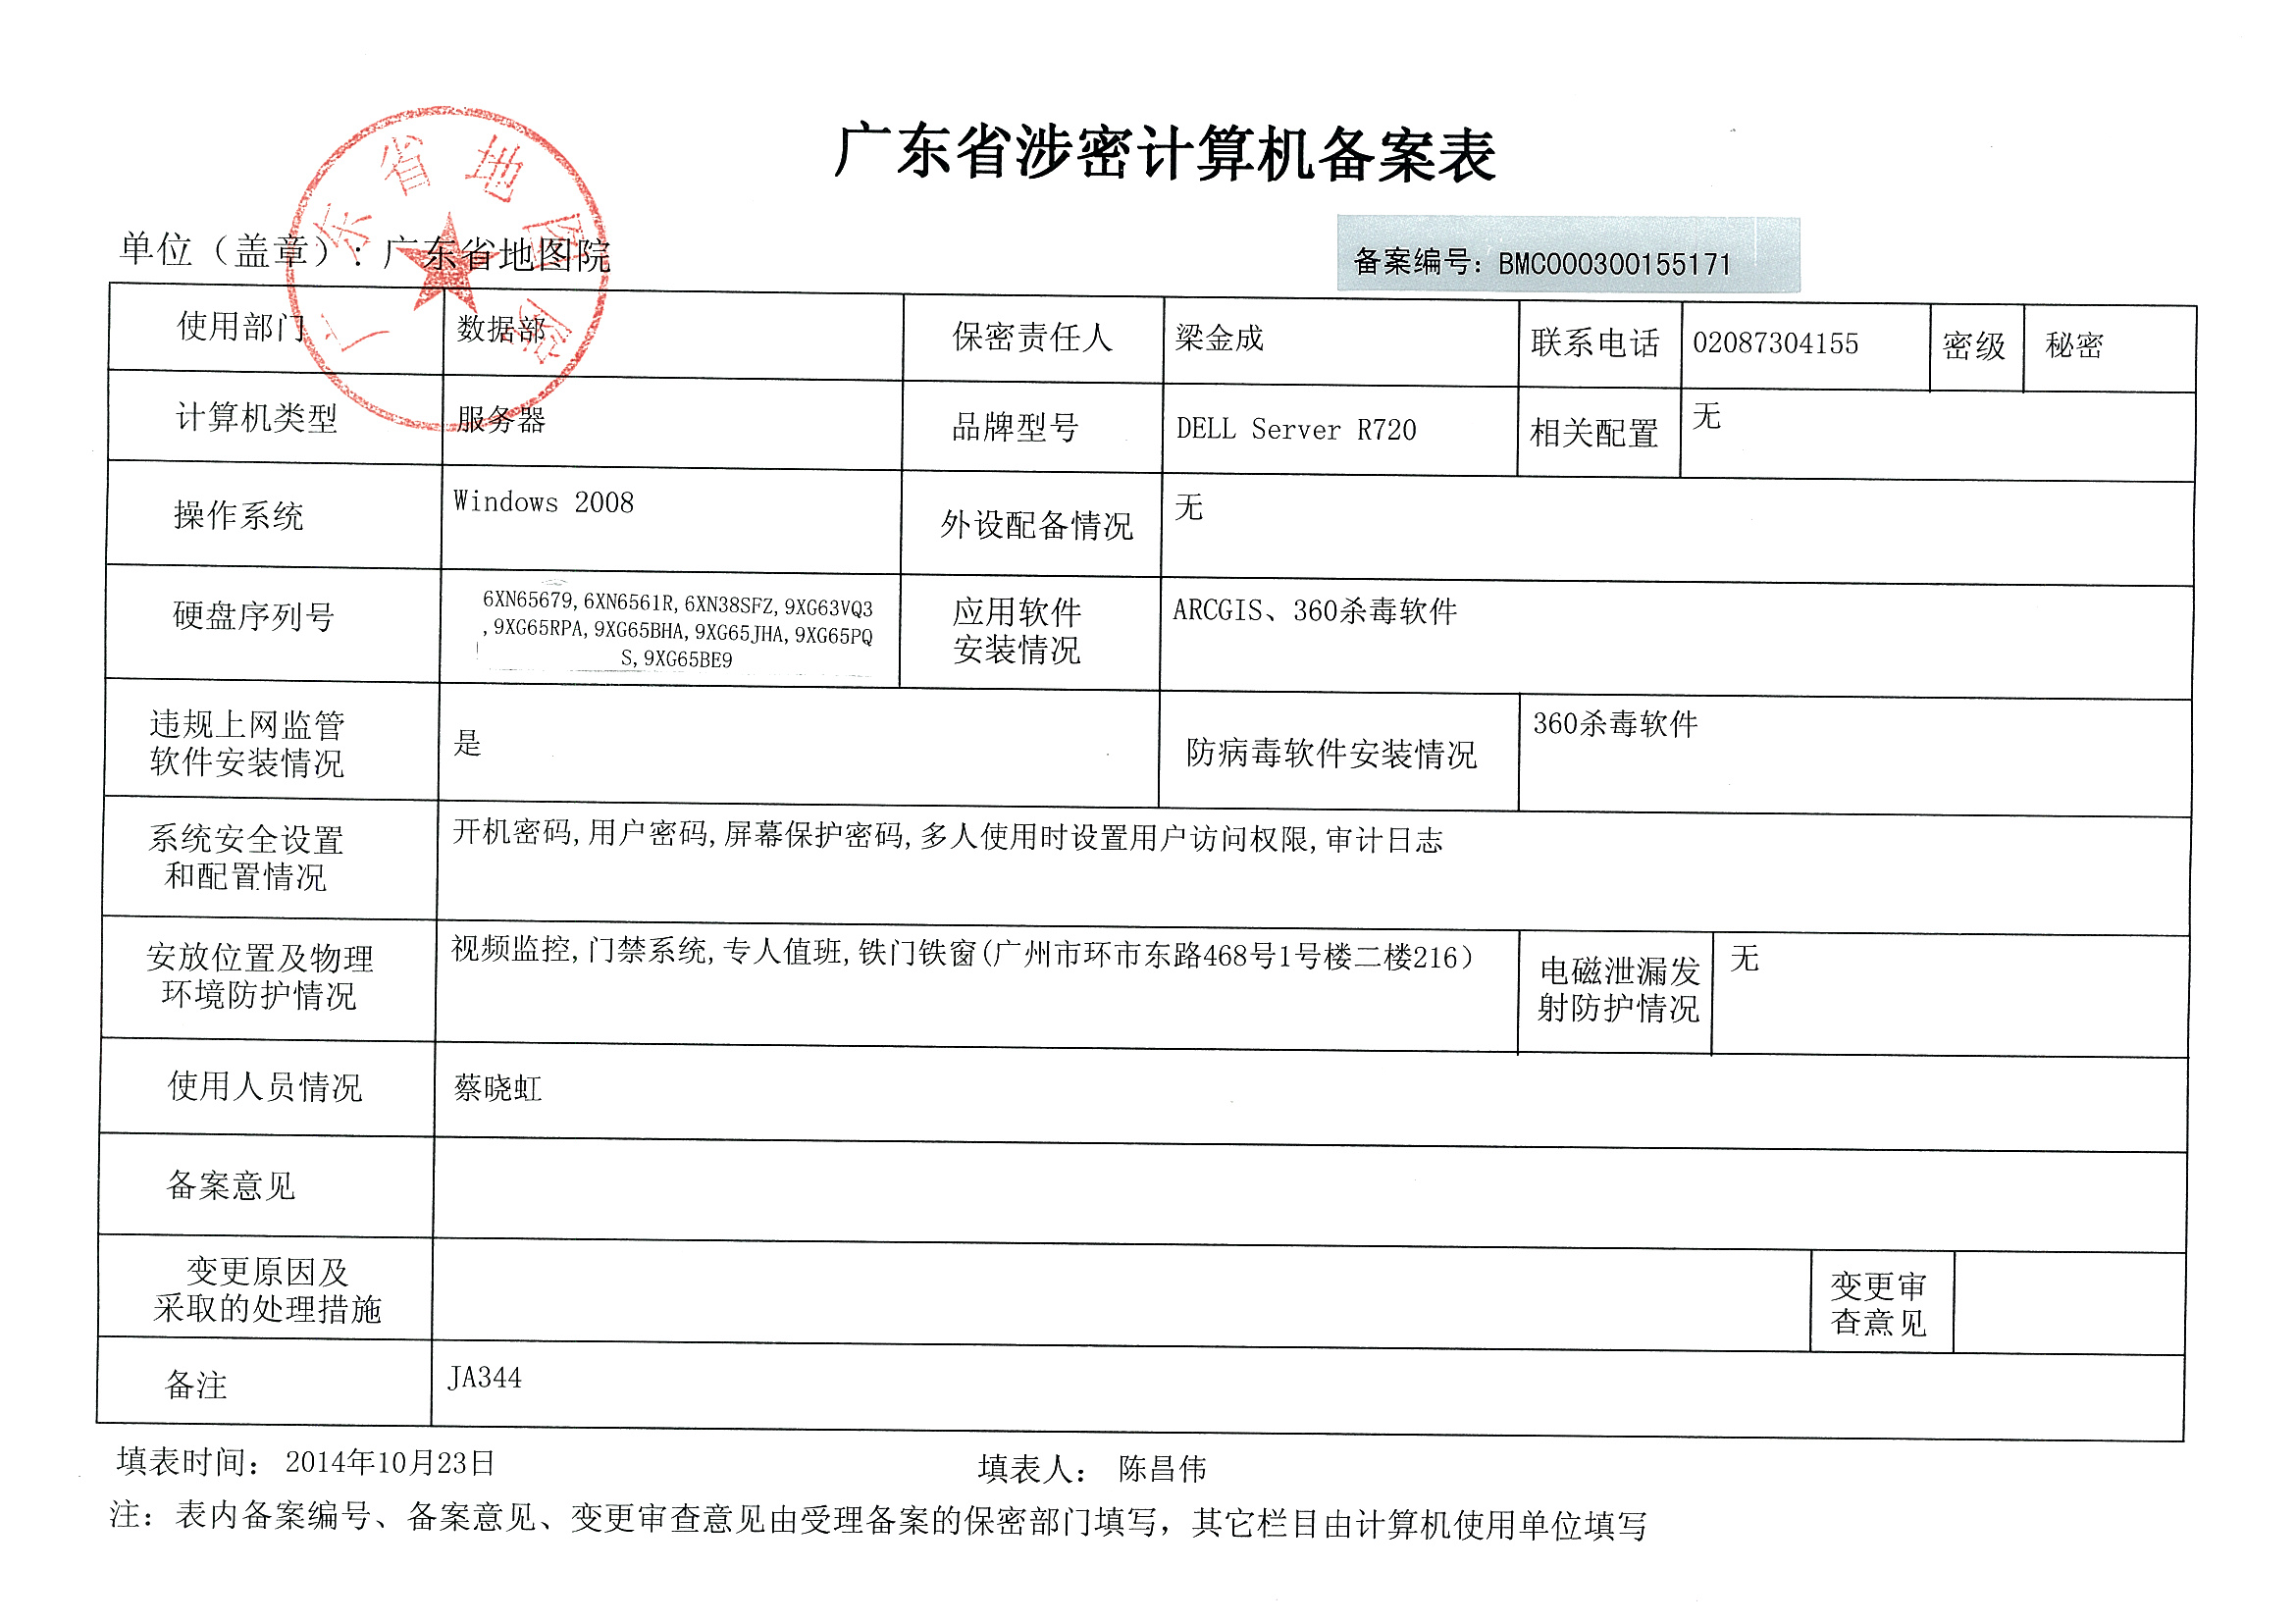 广东省涉密计算机备案表
单位（盖章）：广东省地图院
备案编号：BMC000300155171
广东省地图院
使用部门 数据部 保密责任人 梁金成 联系电话 02087304155 密级 秘密
计算机类型 服务器 品牌型号 DELL Server R720 相关配置 无
操作系统 Windows 2008 外设配备情况 无
硬盘序列号
6XN65679,6XN6561R,6XN38SFZ,9XG63VQ3
,9XG65RPA,9XG65BHA,9XG65JHA,9XG65PQ
S,9XG65BE9
应用软件
安装情况
ARCGIS、360杀毒软件
违规上网监管
软件安装情况
是
防病毒软件安装情况
360杀毒软件
系统安全设置
和配置情况
开机密码,用户密码,屏幕保护密码,多人使用时设置用户访问权限,审计日志
安放位置及物理
环境防护情况
视频监控,门禁系统,专人值班,铁门铁窗(广州市环市东路468号1号楼二楼216）
电磁泄漏发
射防护情况
无
使用人员情况 蔡晓虹
备案意见
变更原因及
采取的处理措施
变更审
查意见
备注 JA344
填表时间： 2014年10月23日 填表人： 陈昌伟
注：表内备案编号、备案意见、变更审查意见由受理备案的保密部门填写，其它栏目由计算机使用单位填写